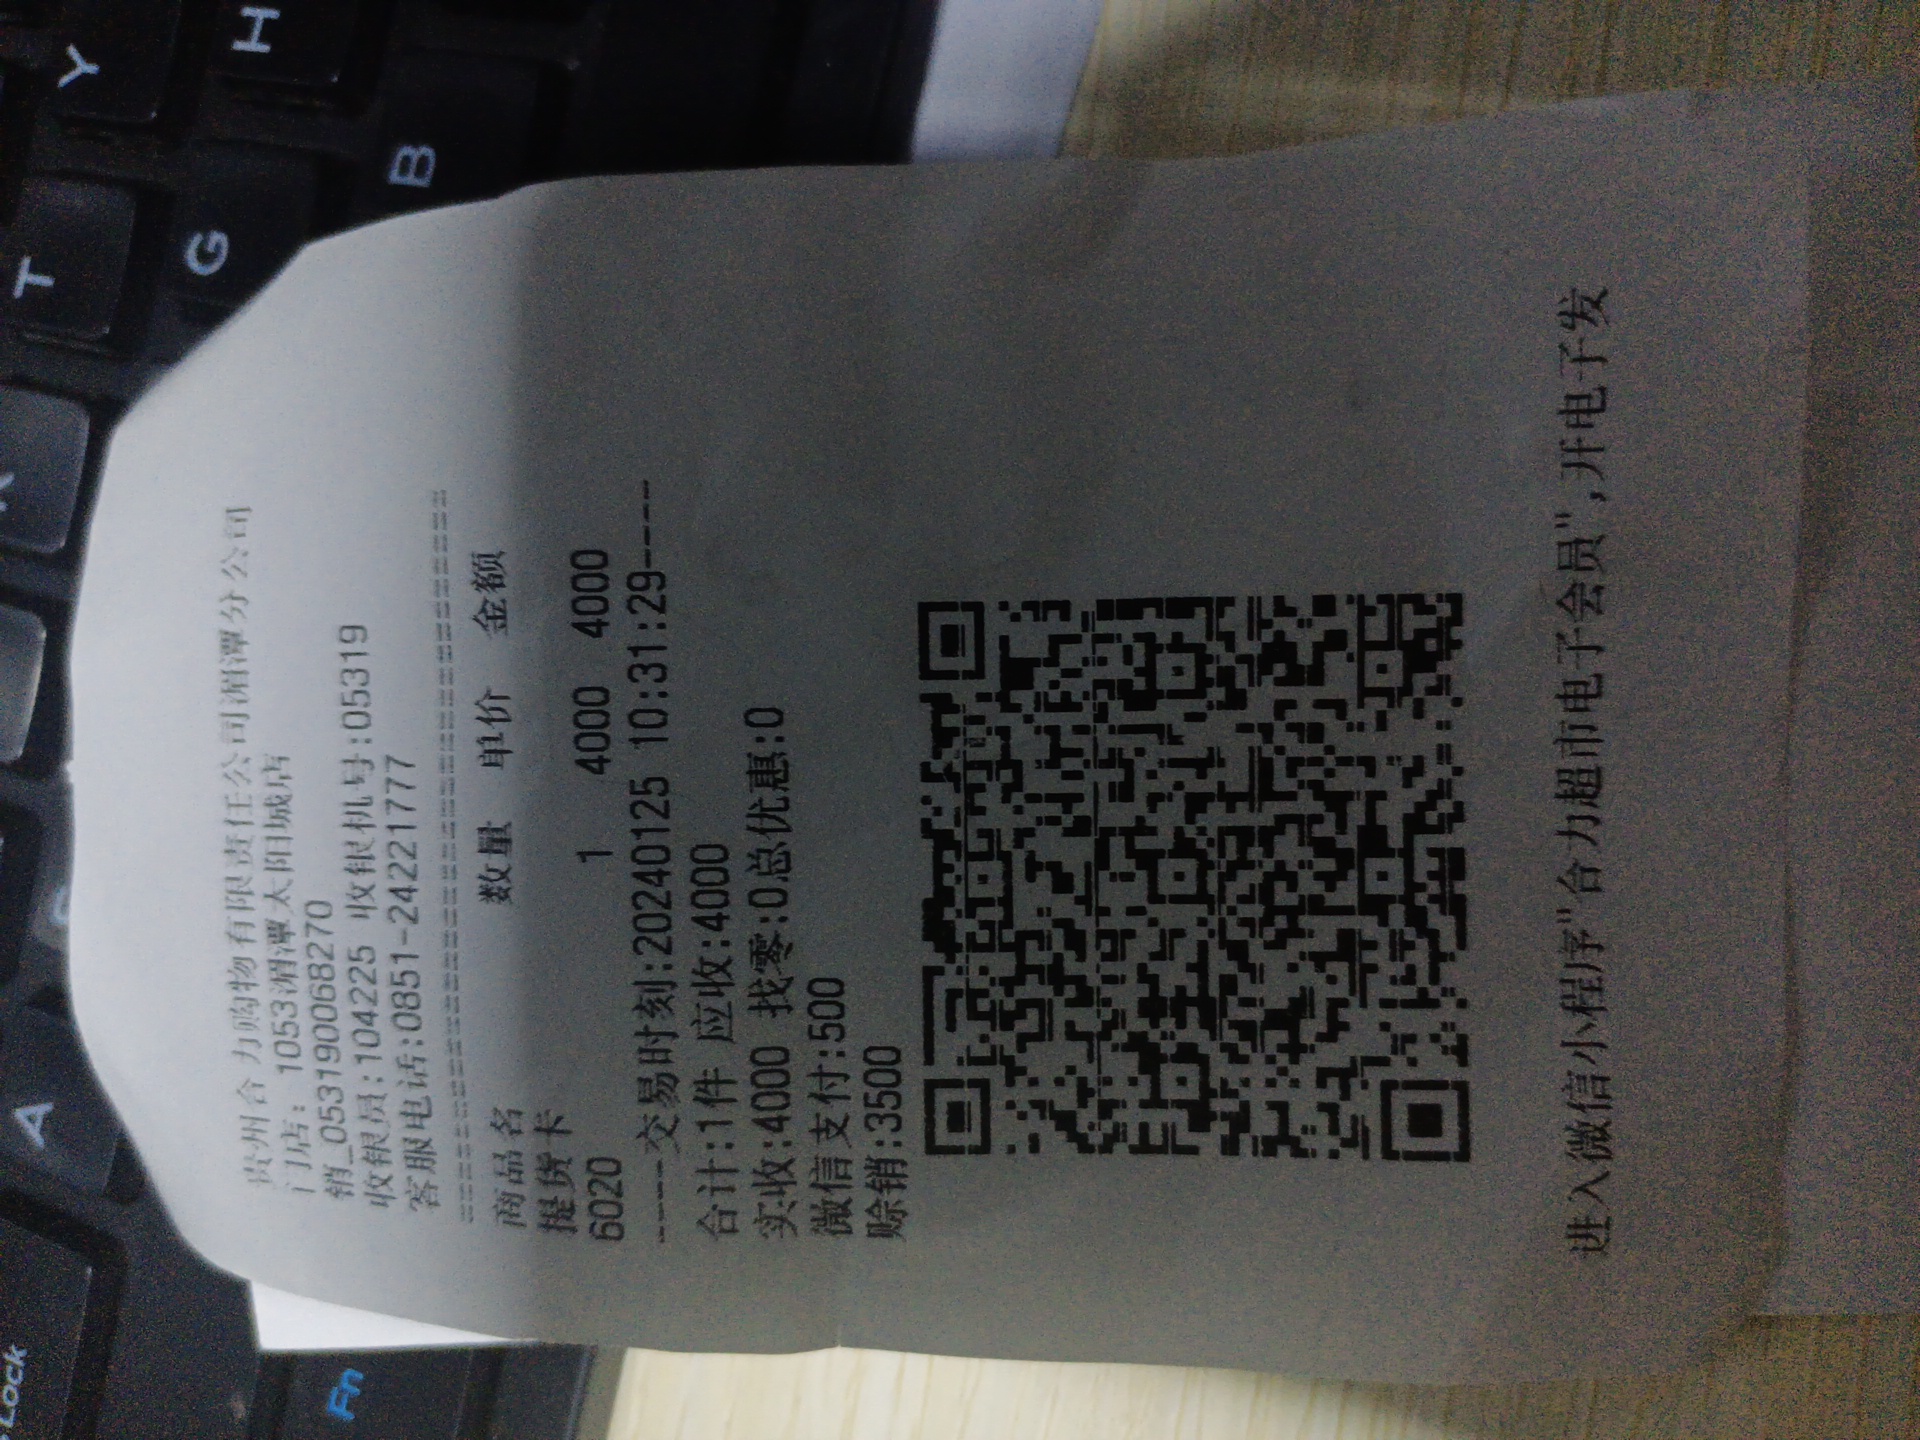 贵州合力购物有限责任公司湄潭分公司
门店: 1053湄潭太阳城店
销_053190068270
收银员:104225 收银机号:05319
客服电话:0851-24221777
商品名 数量 单价 金额
提货卡
6020 1 4000 4000
-----交易时刻:20240125 10:31:29-----
合计:1件 应收:4000
实收:4000 找零:0总优惠:0
微信支付:500
赊销:3500
进入微信小程序"合力超市电子会员",开电子发
Y
H
T
G
B
A
Fn
Lock